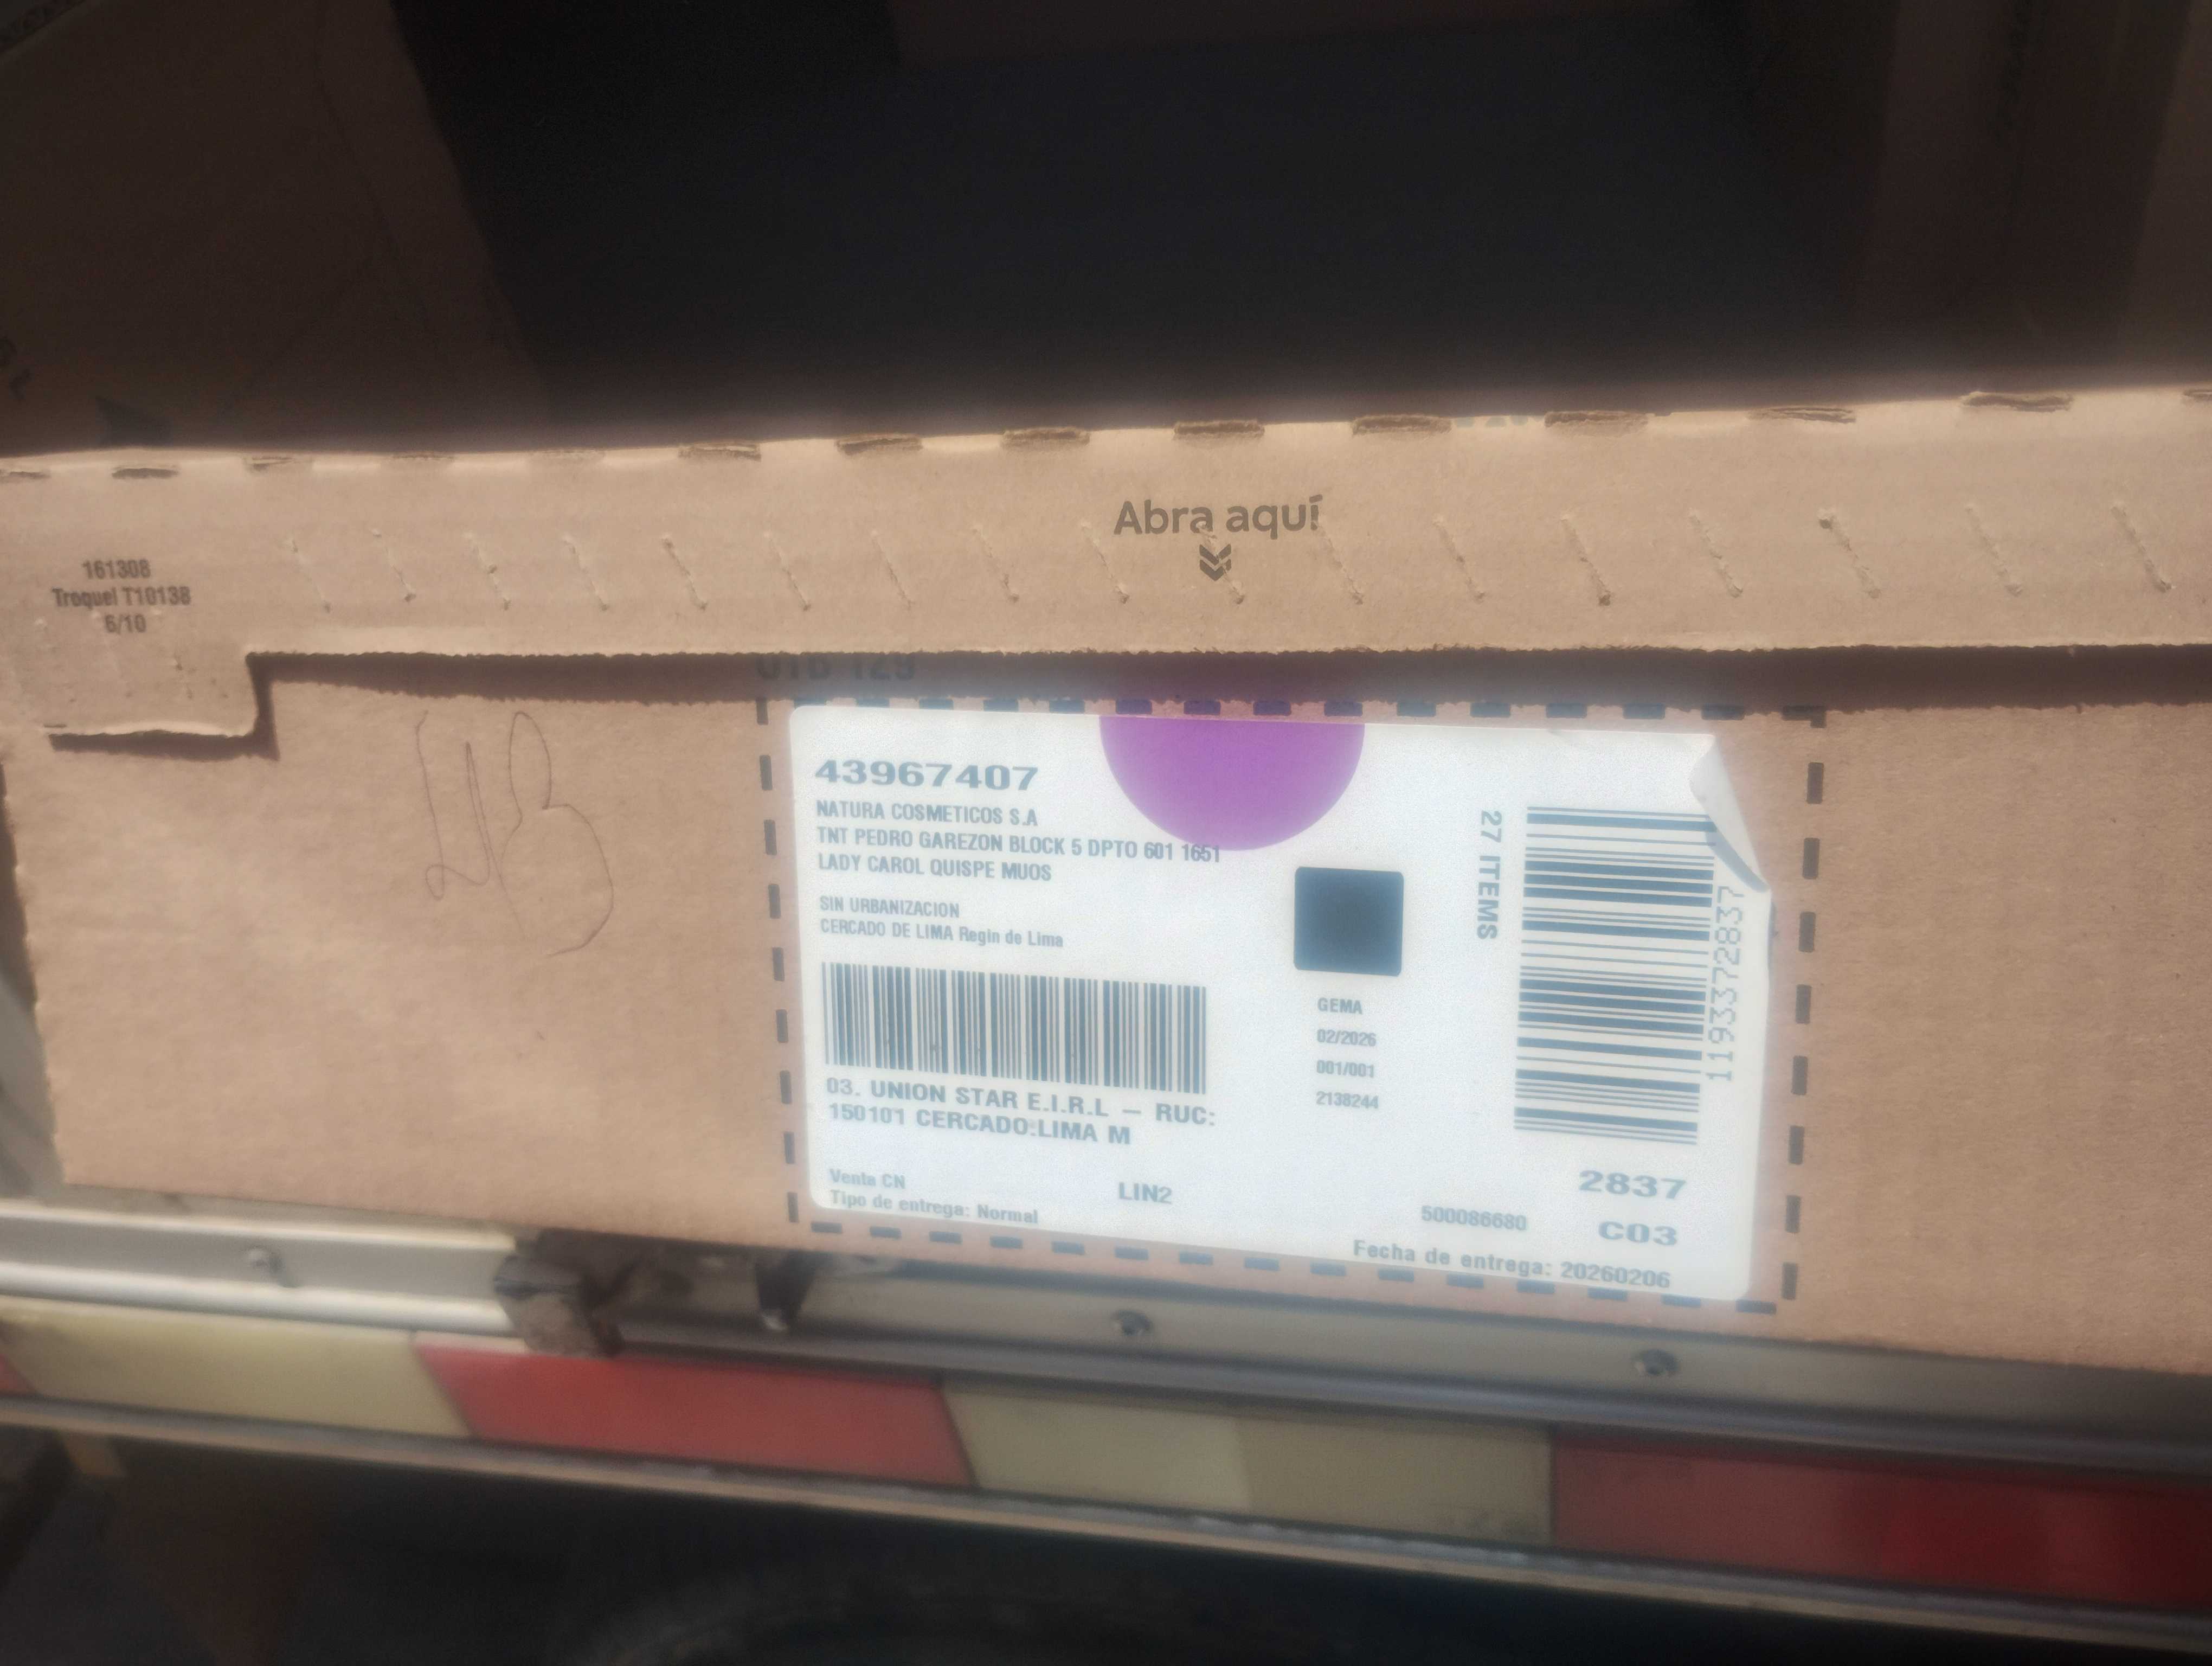 Abra aquí
161308
Troquel T10138
6/10
43
43967407
NATURA COSMETICOS S.A
TNT PEDRO GAREZON BLOCK 5 DPTO 601 1651
LADY CAROL QUISPE MUOS
SIN URBANIZACION
CERCADO DE LIMA Regin de Lima
03. UNION STAR E.I.R.L - RUC:
150101 CERCADO:LIMA M
Venta CN
Tipo de entrega: Normal
LIN2
GEMA
02/2026
001/001
2138244
27 ITEMS
1193372837
2837
500086680
C03
Fecha de entrega: 20260206